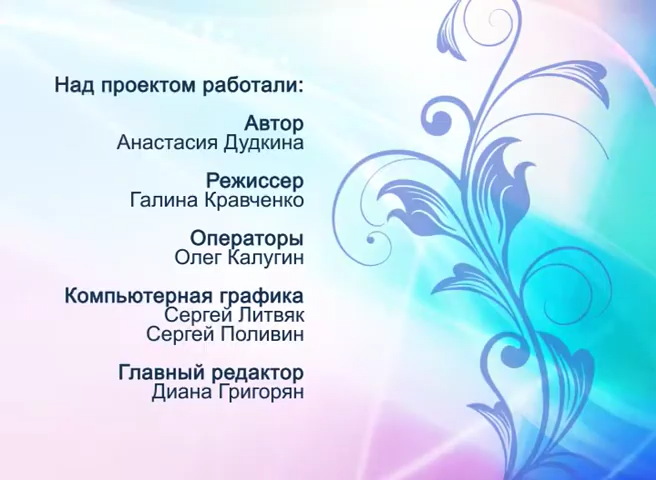 Над проектом работали:
Автор
Анастасия Дудкина
Режиссер
Галина Кравченко
Операторы
Олег Калугин
Компьютерная графика
Сергей Литвяк
Сергей Поливин
Главный редактор
Диана Григорян